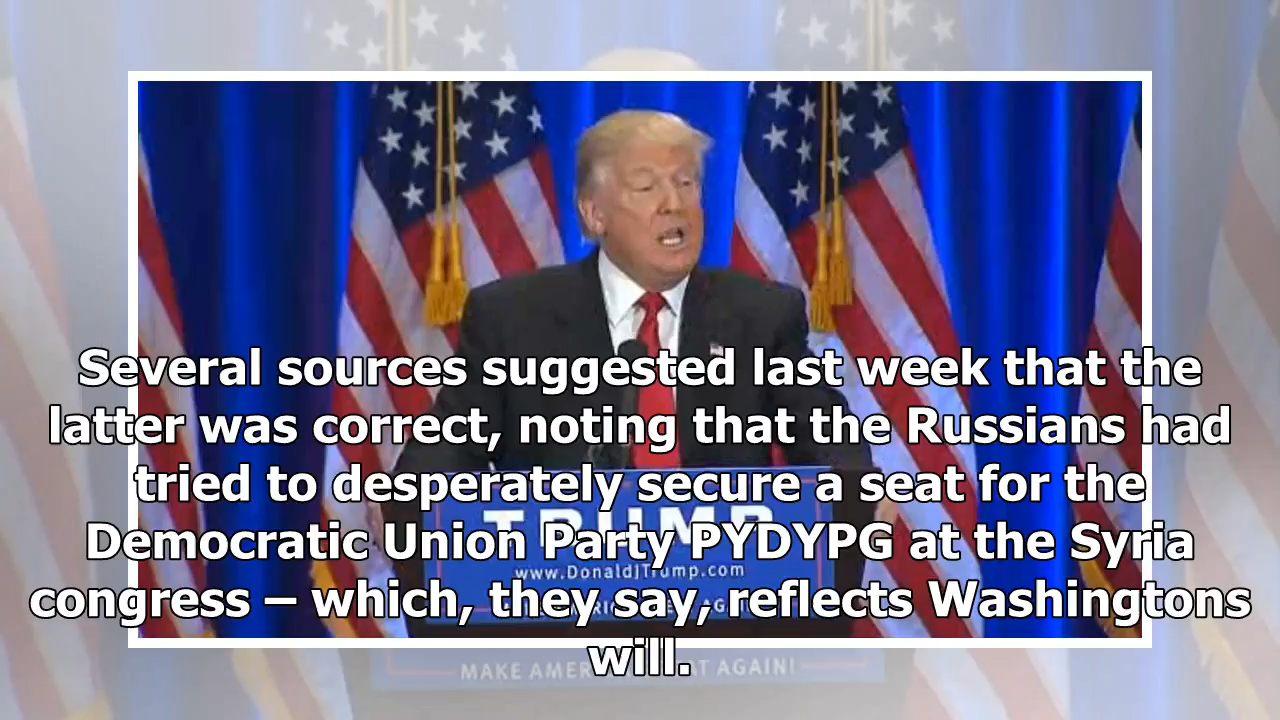 Several sources suggested last week that the
latter was correct, noting that the Russians had
tried to desperately secure a seat for the
Democratic Union Party PYDYPG at the Syria
congress – which, they say, reflects Washingtons
will.
TRUMP
www.DonaldJTrump.com
MAKE AMER AT AGAIN!